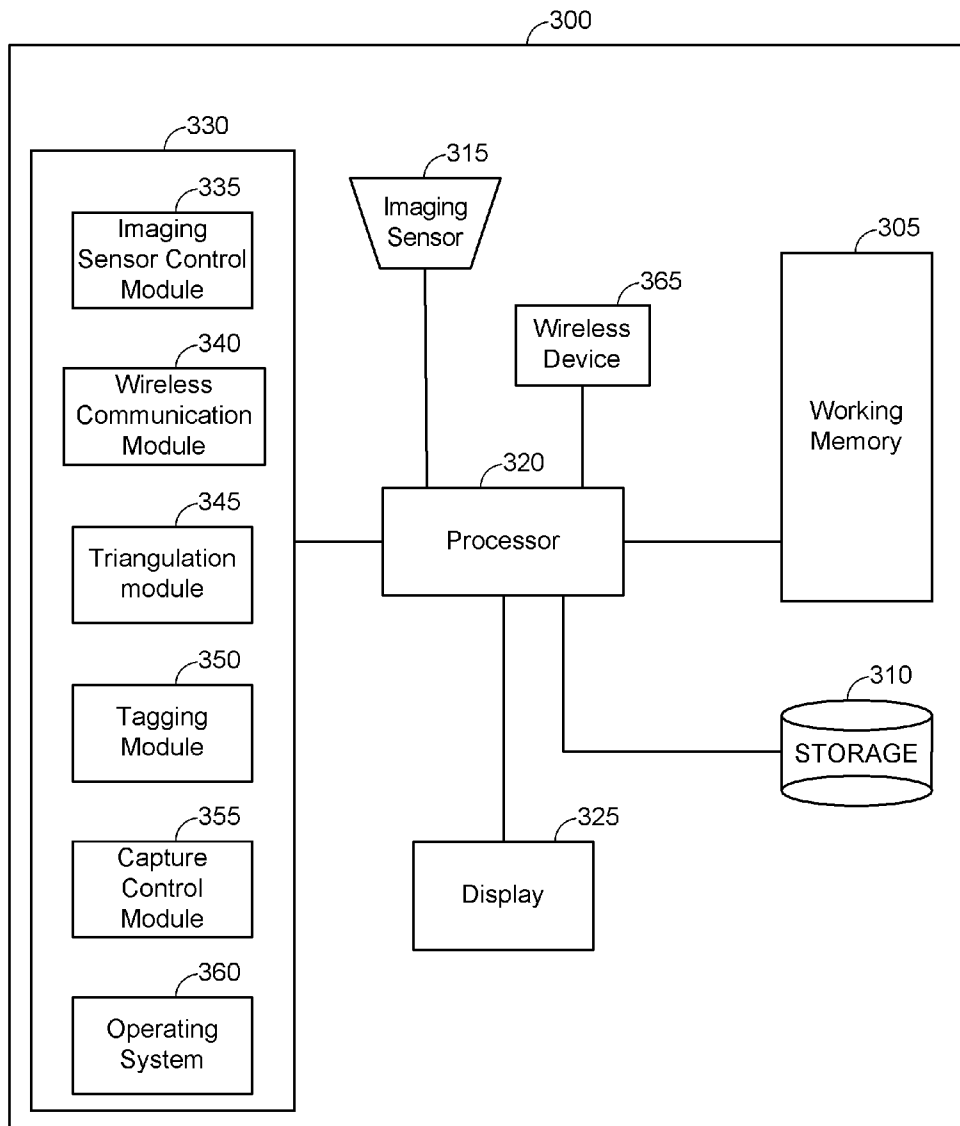 300
330
335
Imaging
Sensor Control
Module
340
Wireless
Communication
Module
345
Triangulation
module
350
Tagging
Module
355
Capture
Control
Module
360
Operating
System
315
Imaging
Sensor
365
Wireless
Device
320
Processor
305
Working
Memory
310
STORAGE
325
Display